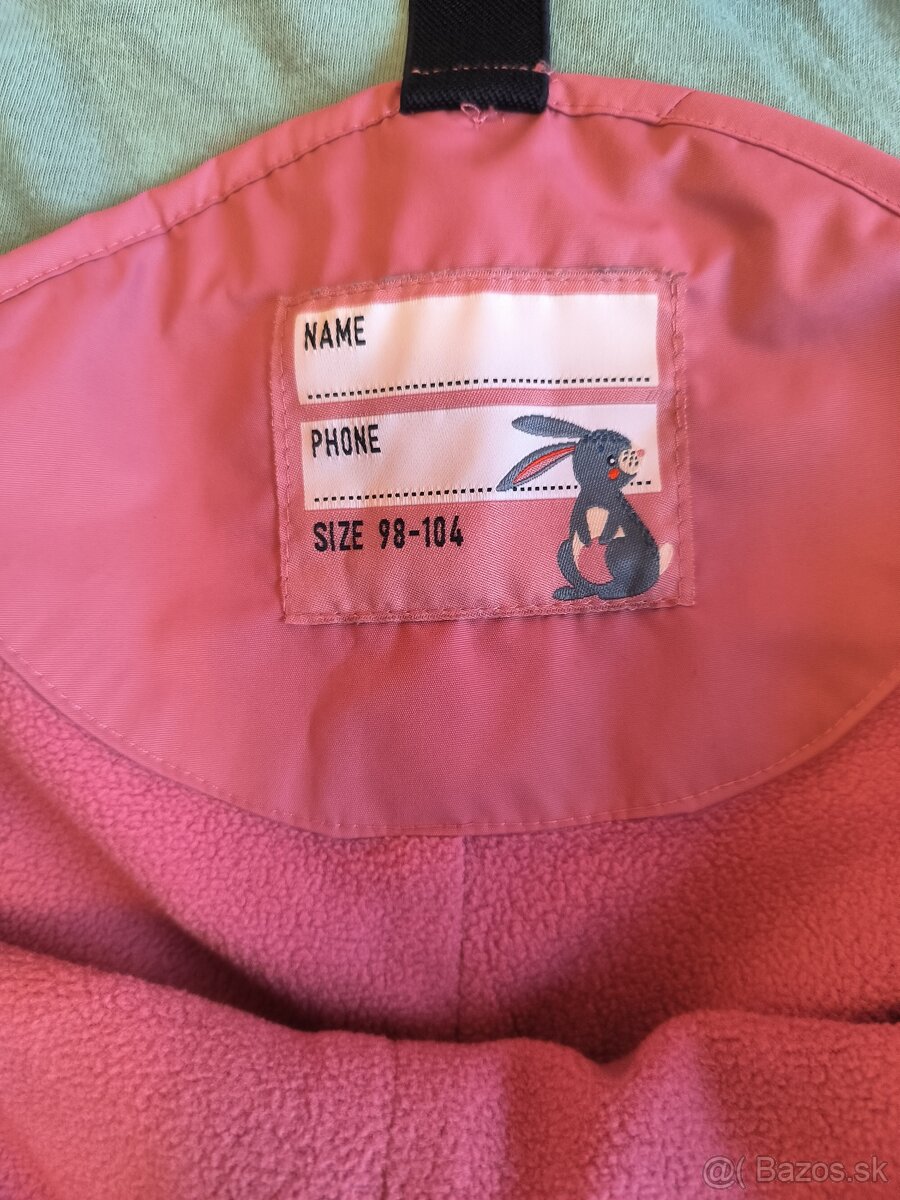 NAME
PHONE
SIZE 98-104
@( Bazos.sk